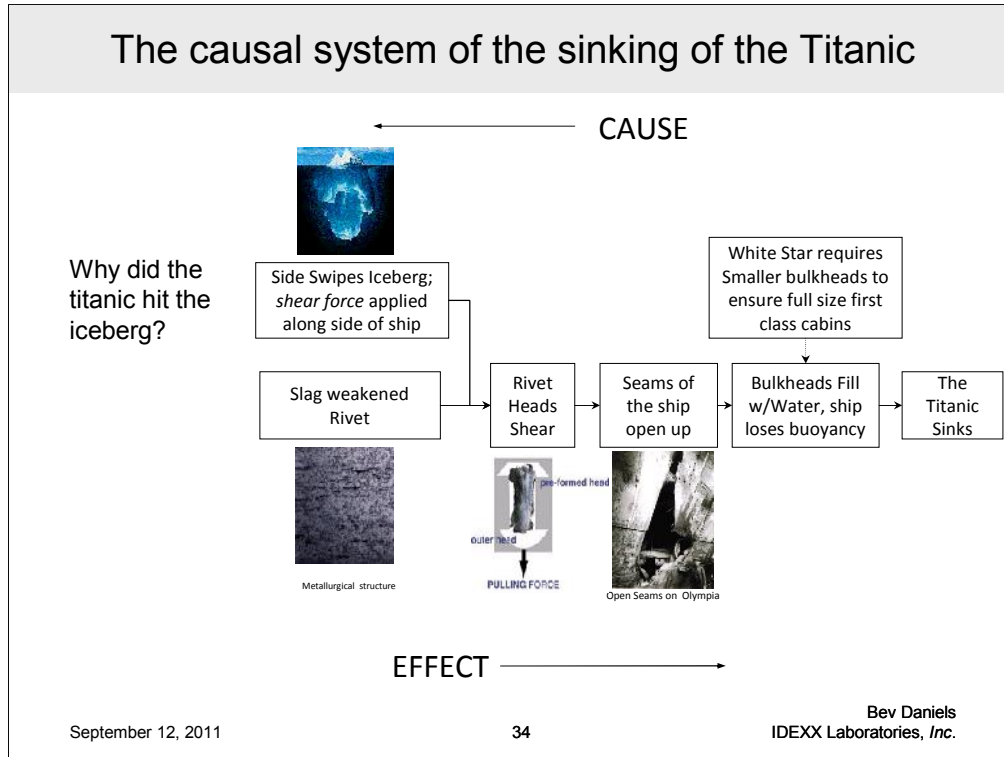 The causal system of the sinking of the Titanic
CAUSE
Why did the
titanic hit the
iceberg?
Side Swipes Iceberg;
shear force applied
along side of ship
White Star requires
Smaller bulkheads to
ensure full size first
class cabins
Slag weakened
Rivet
Rivet
Heads
Shear
Seams of
the ship
open up
Bulkheads Fill
w/Water, ship
loses buoyancy
The
Titanic
Sinks
pre-formed head
outer head
PULLING FORCE
Metallurgical structure
Open Seams on Olympia
EFFECT
September 12, 2011
34
Bev Daniels
IDEXX Laboratories, Inc.